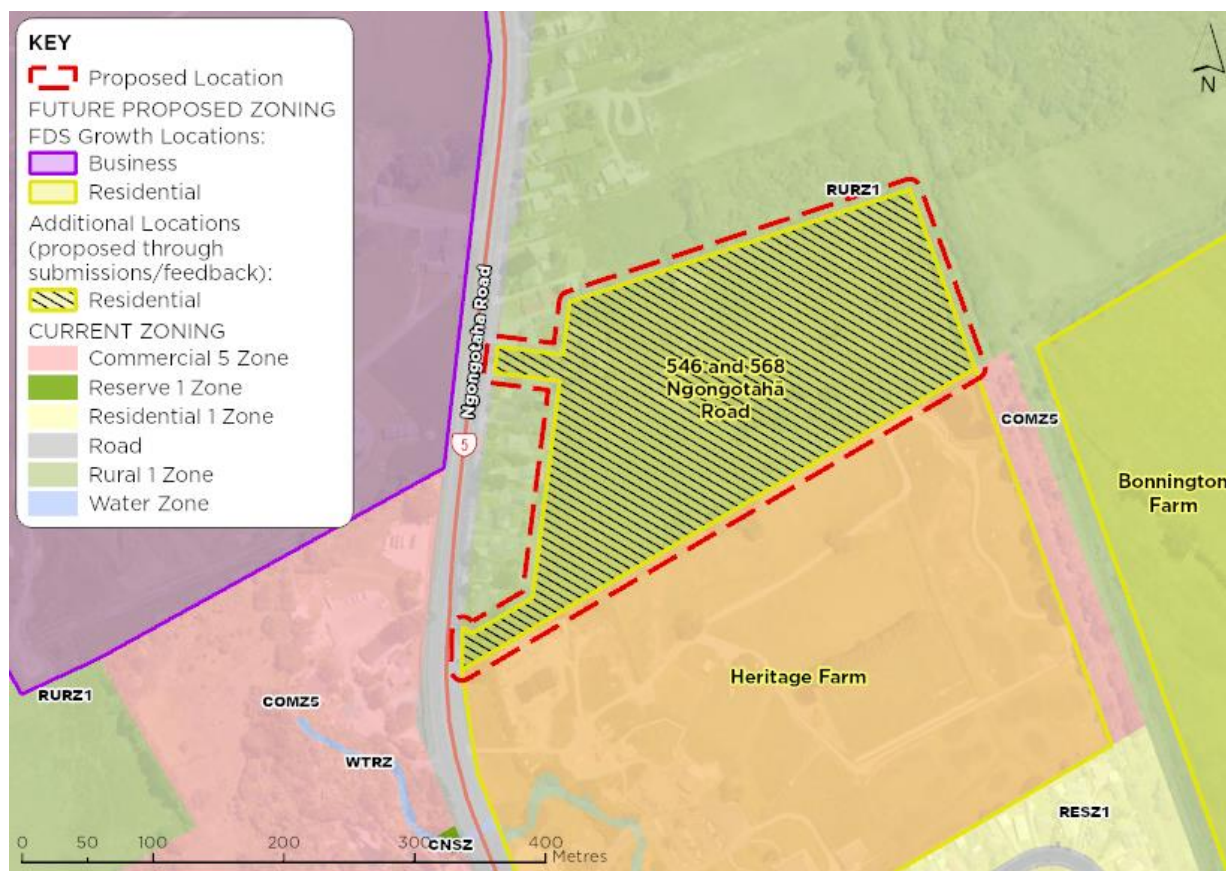 KEY
Proposed Location
FUTURE PROPOSED ZONING
FDS Growth Locations:
Business
Residential
Additional Locations
(proposed through
submissions/feedback):
Residential
CURRENT ZONING
Commercial 5 Zone
Reserve 1 Zone
Residential 1 Zone
Road
Rural 1 Zone
Water Zone
N
RURZ1
Ngongotahā Road
5
546 and 568
Ngongotahā
Road
COMZ5
Bonnington
Farm
Heritage Farm
RURZ1
COMZ5
WTRZ
RESZ1
CNSZ
0 50 100 200 300 400
Metres